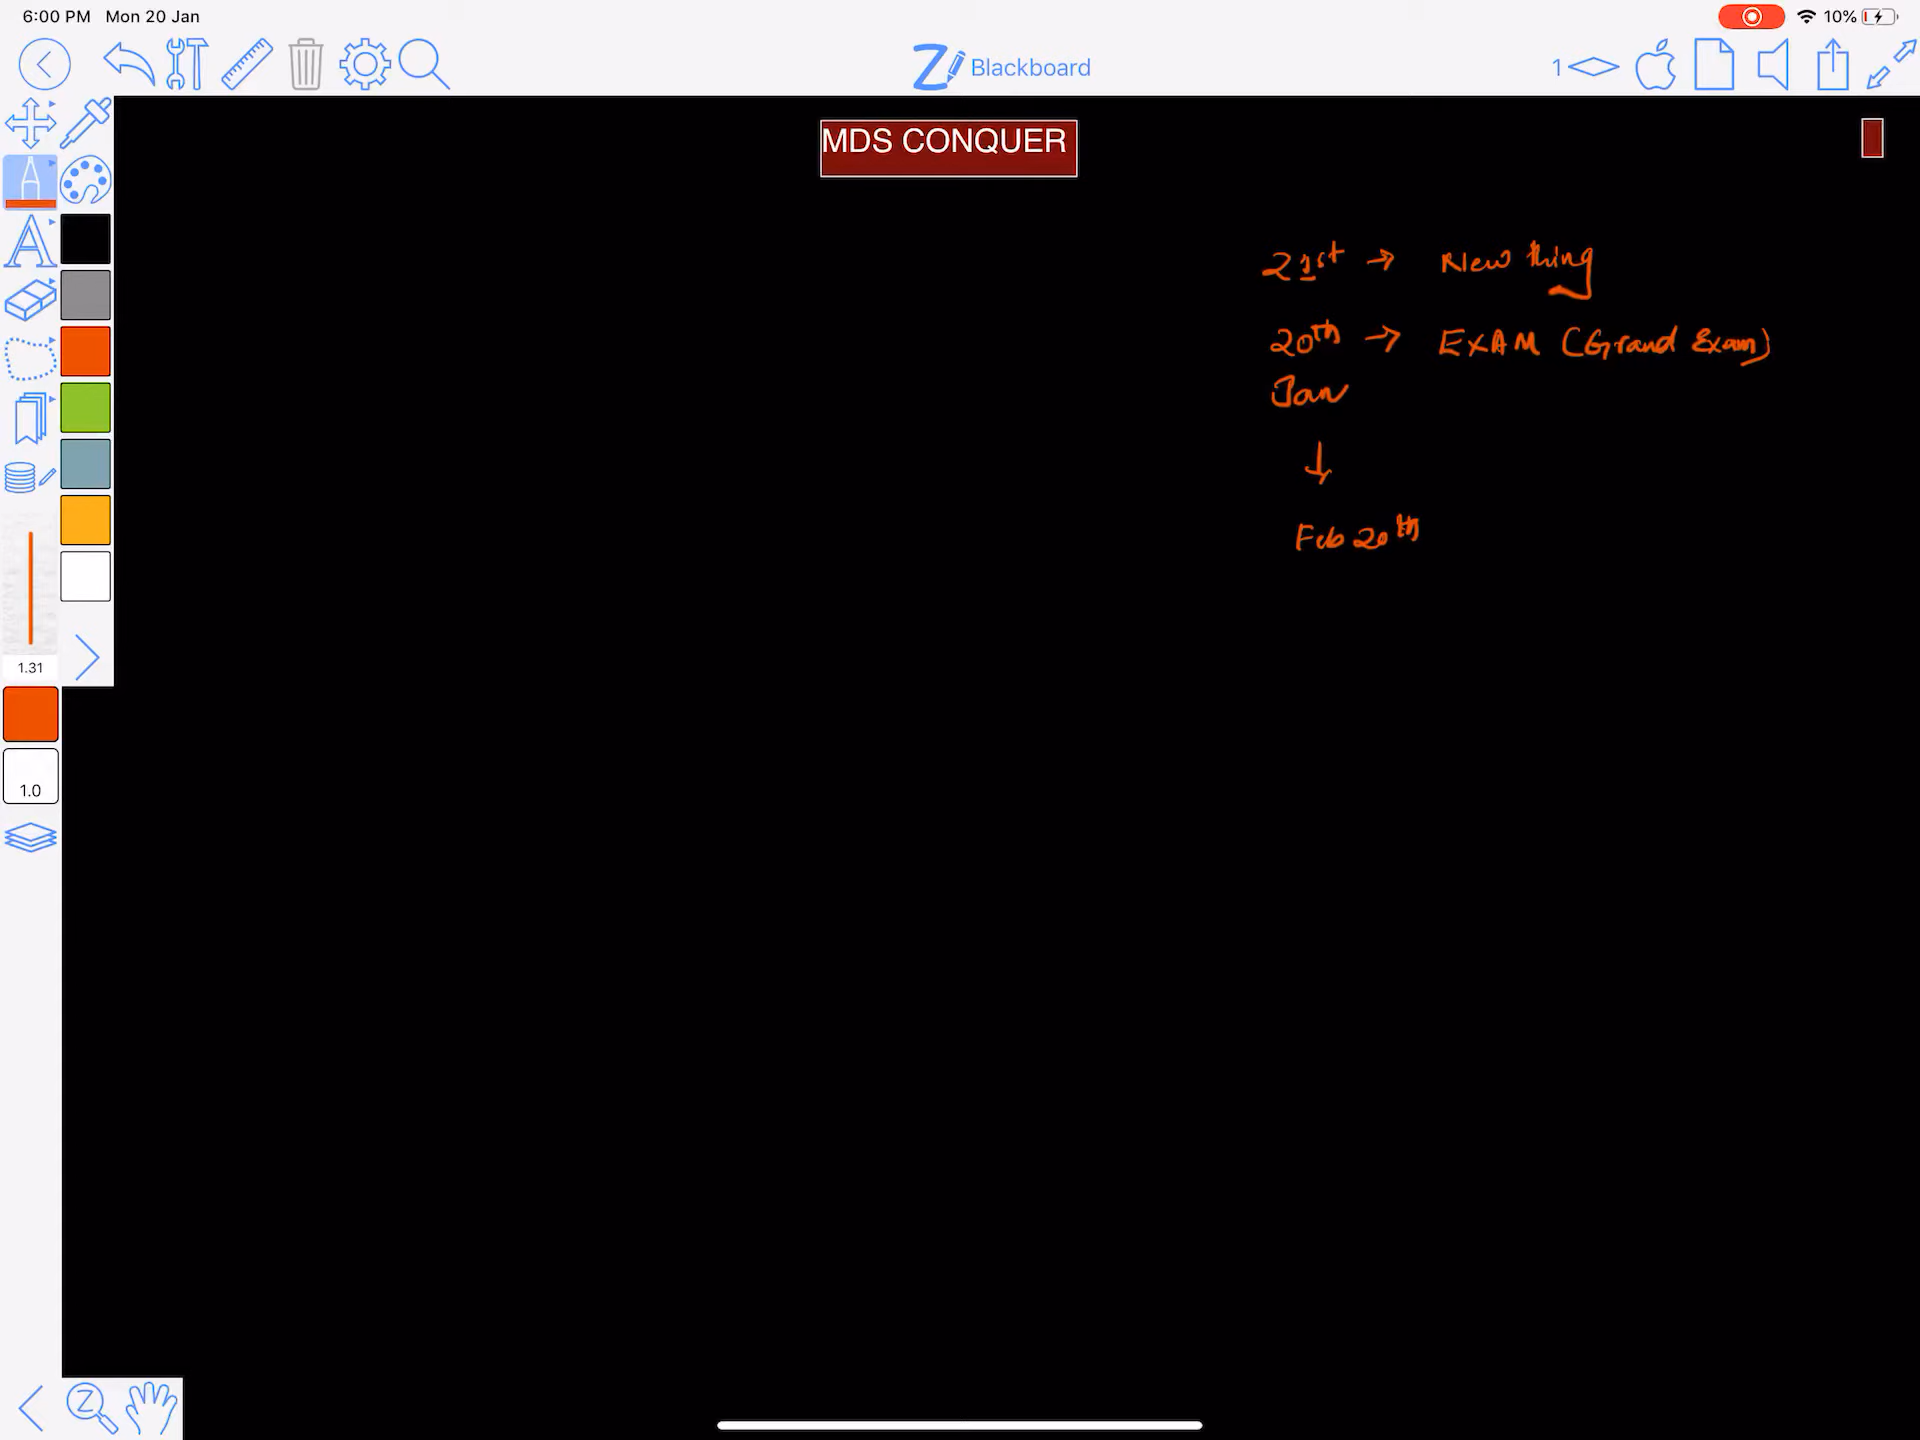 6:00 PM Mon 20 Jan
10%
Blackboard
1
MDS CONQUER
21st → New thing
20th → EXAM (Grand Exam)
Jan
↓
Feb 20th
1.31
1.0